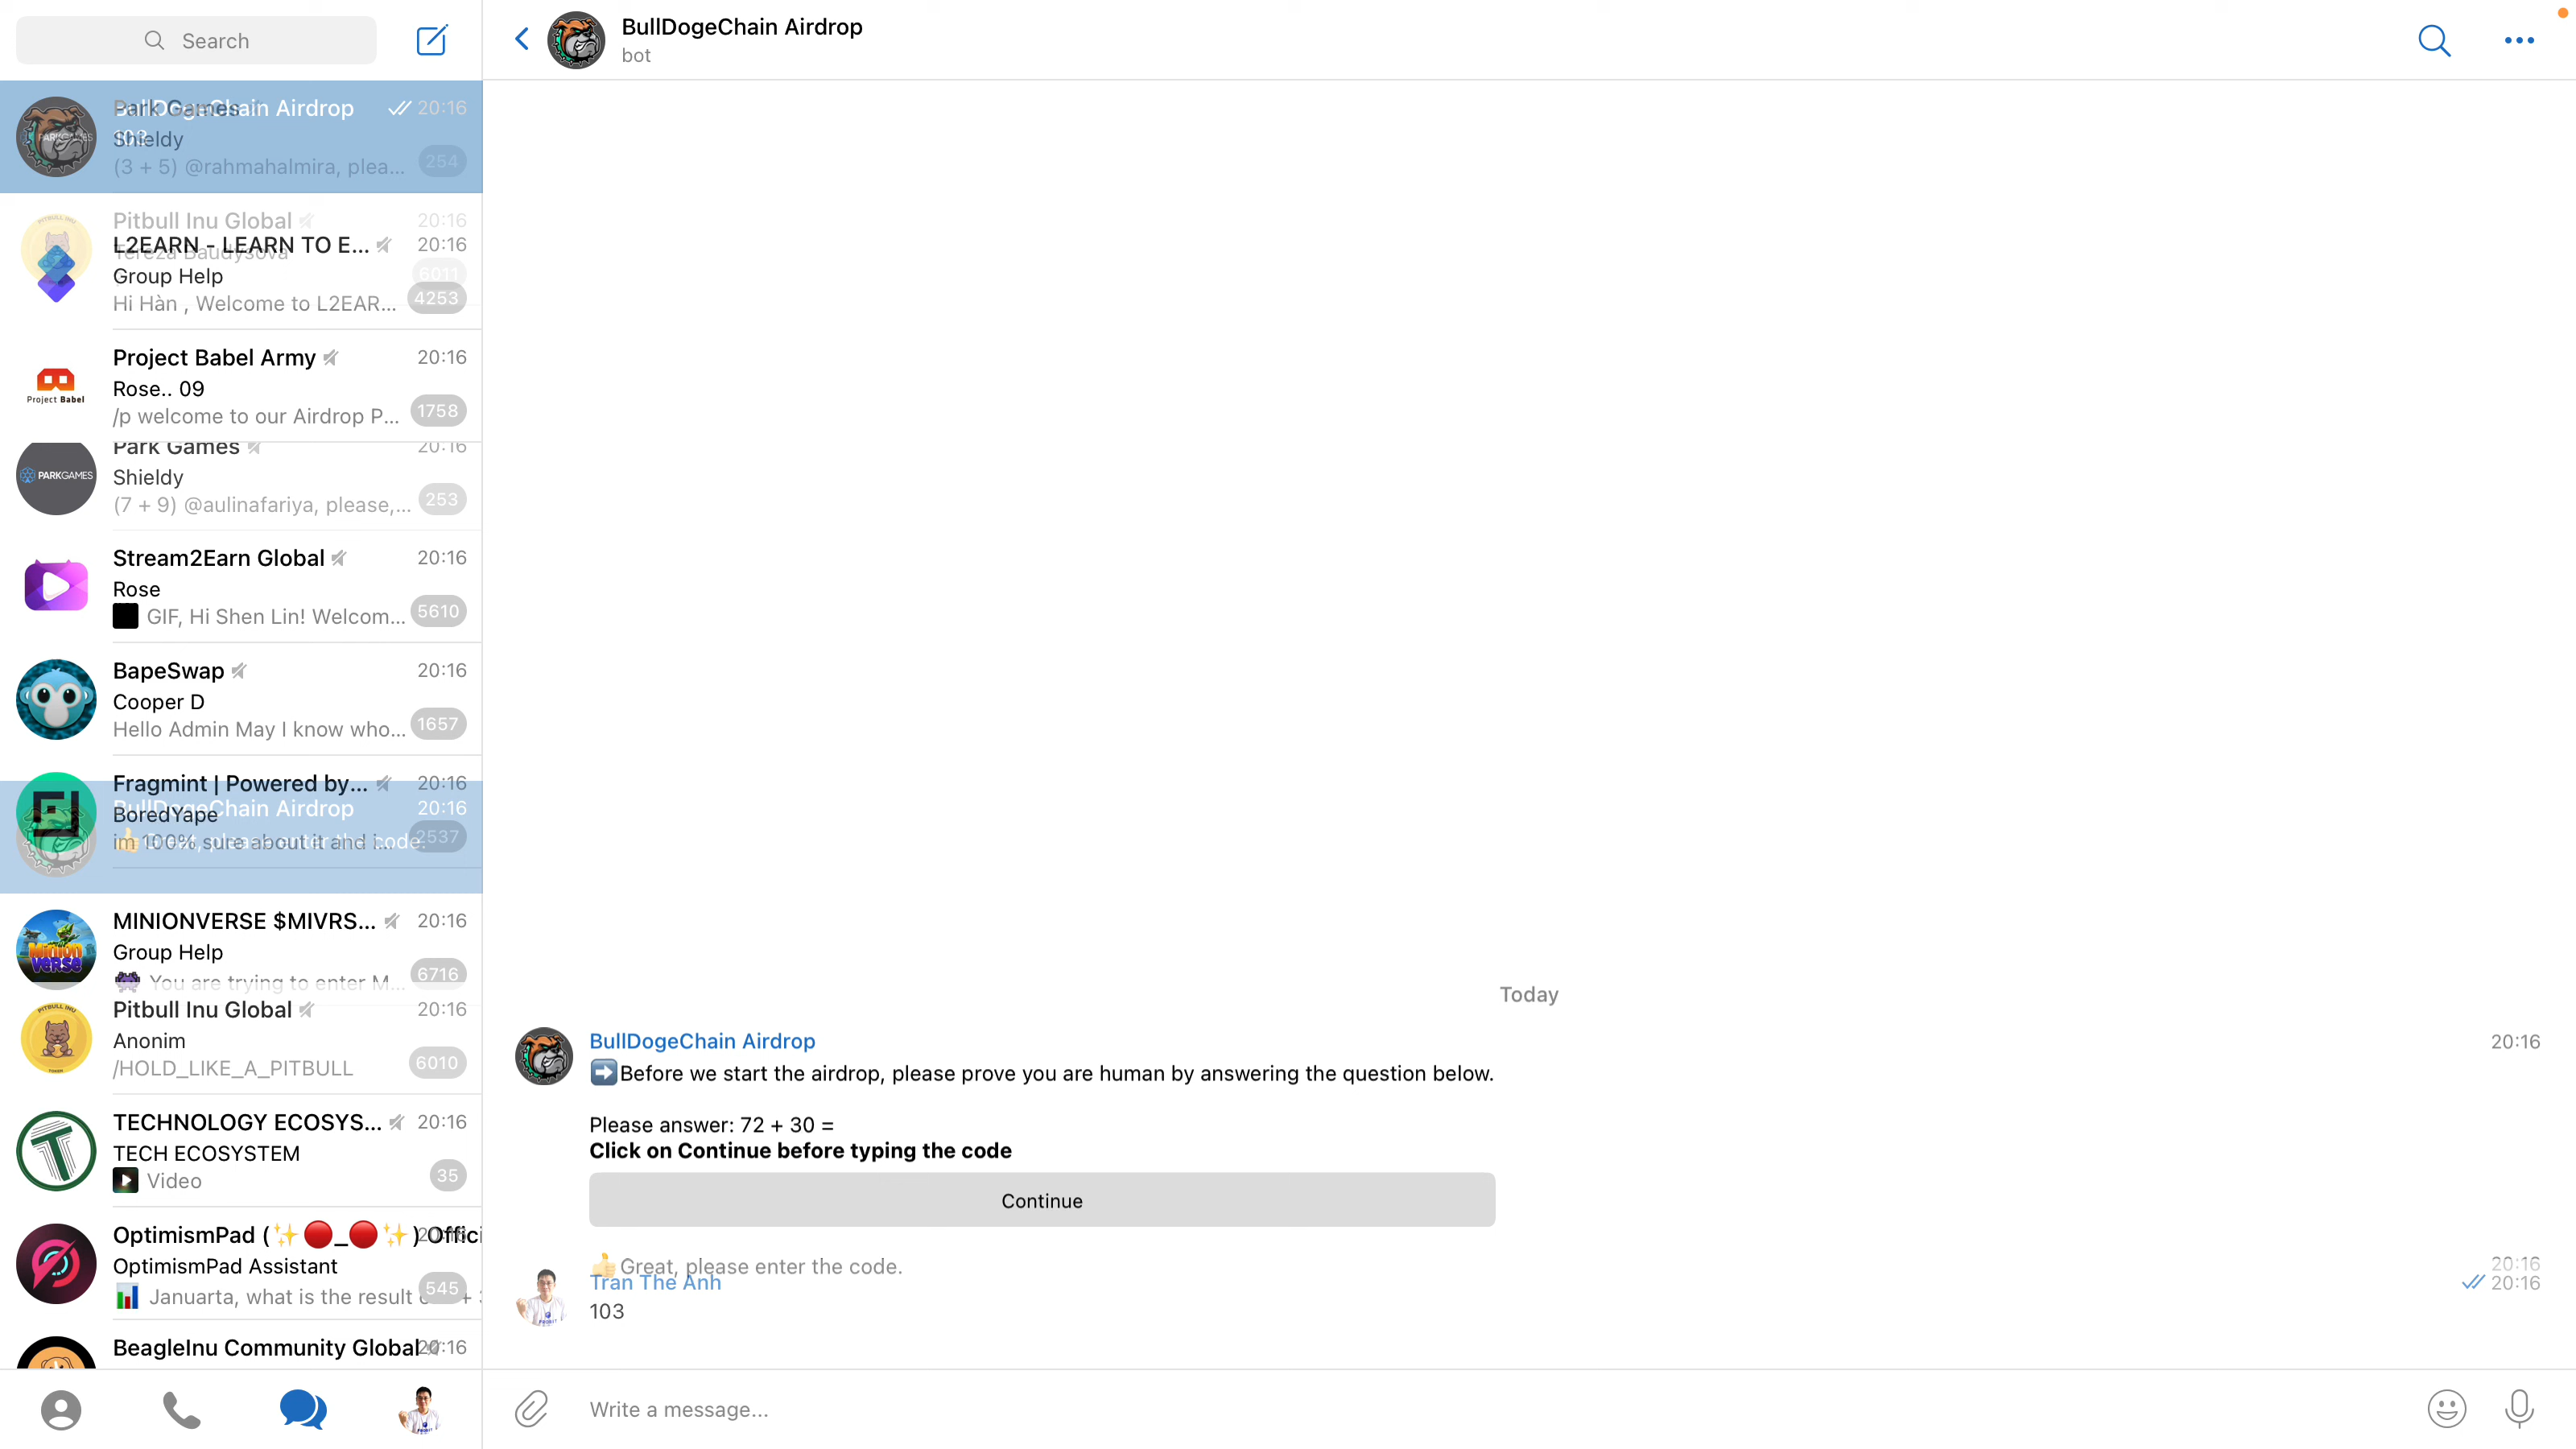 Search
BullDogeChain Airdrop
bot
Park Games
BullDogeChain Airdrop
20:16
Shieldy
103
(3 + 5) @rahmahalmira, plea...
254
Pitbull Inu Global
20:16
L2EARN - LEARN TO E...
20:16
Tereza Baudysova
6011
Group Help
Hi Hàn , Welcome to L2EAR...
4253
Project Babel Army
20:16
Rose.. 09
/p welcome to our Airdrop P...
1758
Project Babel
Park Games
20:16
Shieldy
PARKGAMES
(7 + 9) @aulinafariya, please,...
253
Stream2Earn Global
20:16
Rose
GIF, Hi Shen Lin! Welcom...
5610
BapeSwap
20:16
Cooper D
Hello Admin May I know who...
1657
Fragmint | Powered by...
20:16
BullDogeChain Airdrop
20:16
BoredYape
im 100% sure about it and i...
👍 Great, please enter the code.
2537
MINIONVERSE $MIVRS...
20:16
Group Help
👾 You are trying to enter M...
6716
Pitbull Inu Global
20:16
Anonim
/HOLD_LIKE_A_PITBULL
6010
TECHNOLOGY ECOSYS...
20:16
TECH ECOSYSTEM
Video
35
OptimismPad (✨🔴_🔴✨) Offici
20:16
OptimismPad Assistant
📊 Januarta, what is the result
545
BeagleInu Community Global
20:16
Today
BullDogeChain Airdrop
20:16
➡️Before we start the airdrop, please prove you are human by answering the question below.
Please answer: 72 + 30 =
Click on Continue before typing the code
Continue
👍Great, please enter the code.
20:16
Tran The Anh
20:16
103
Write a message...